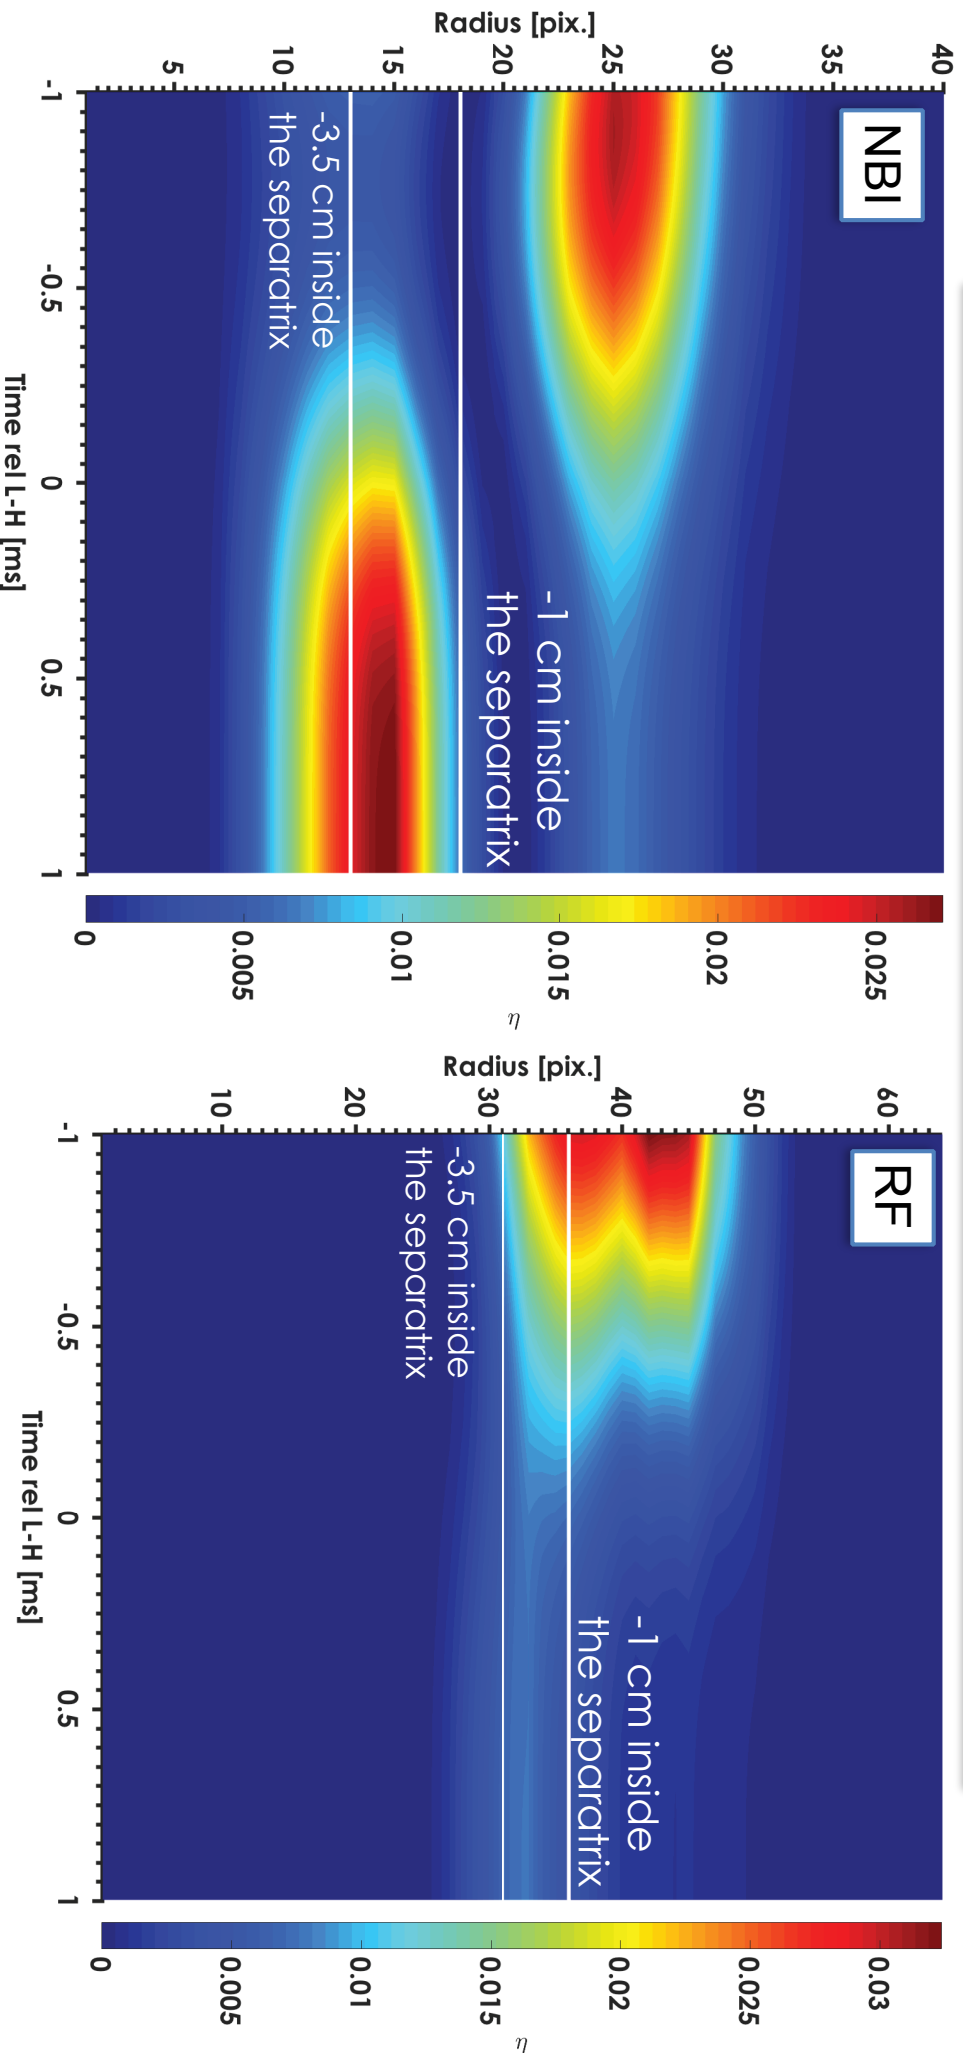 NBI
Radius [pix.]
40
35
30
25
20
15
10
5
-1 cm inside
the separatrix
-3.5 cm inside
the separatrix
-1
-0.5
0
0.5
1
Time rel L-H [ms]
0
0.005
0.01
0.015
0.02
0.025
η
RF
Radius [pix.]
60
50
40
30
20
10
-1 cm inside
the separatrix
-3.5 cm inside
the separatrix
-1
-0.5
0
0.5
1
Time rel L-H [ms]
0
0.005
0.01
0.015
0.02
0.025
0.03
η